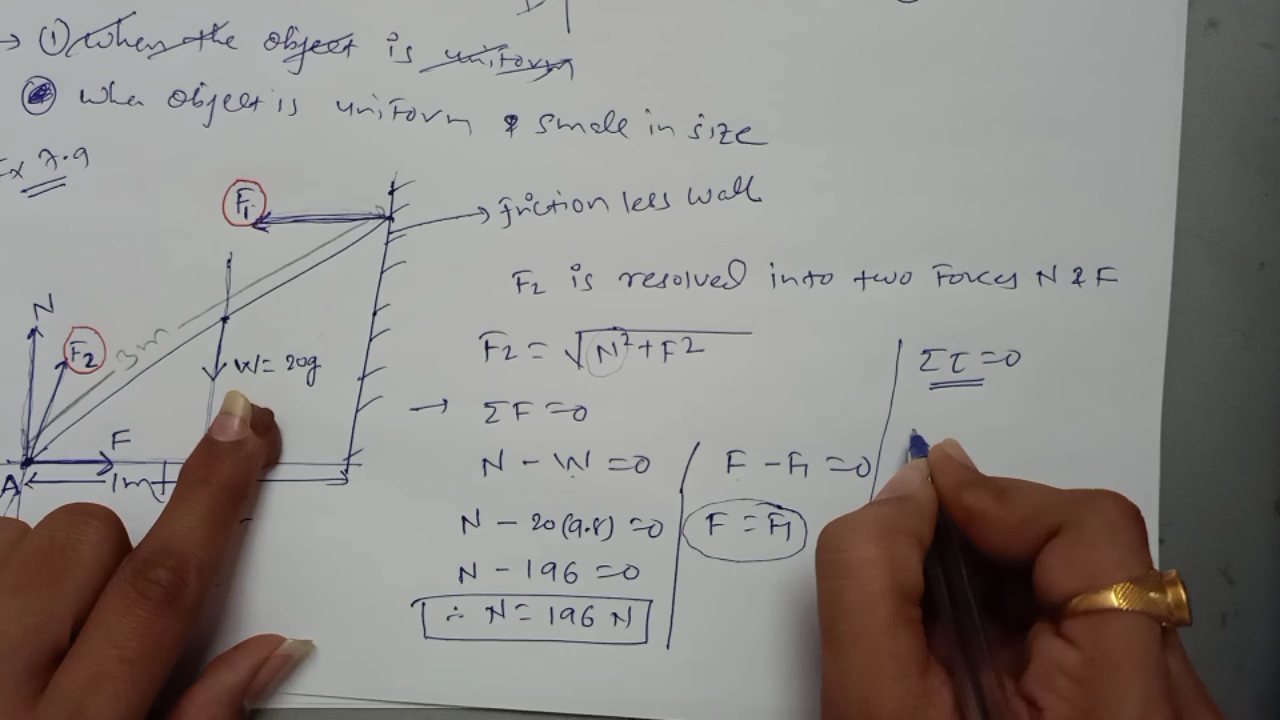 → ① When the object is uniform
When object is uniform & small in size
Ex 7.9
F₁
→ friction less wall
F₂ is resolved into two Forces N & F
N
F₂
3m
W = 20g
F₂ = √N² + F²
Στ = 0
→ ΣF = 0
F
N - W = 0
F - F₁ = 0
A
1m
N - 20(9.8) = 0
F = F₁
N - 196 = 0
∴ N = 196 N